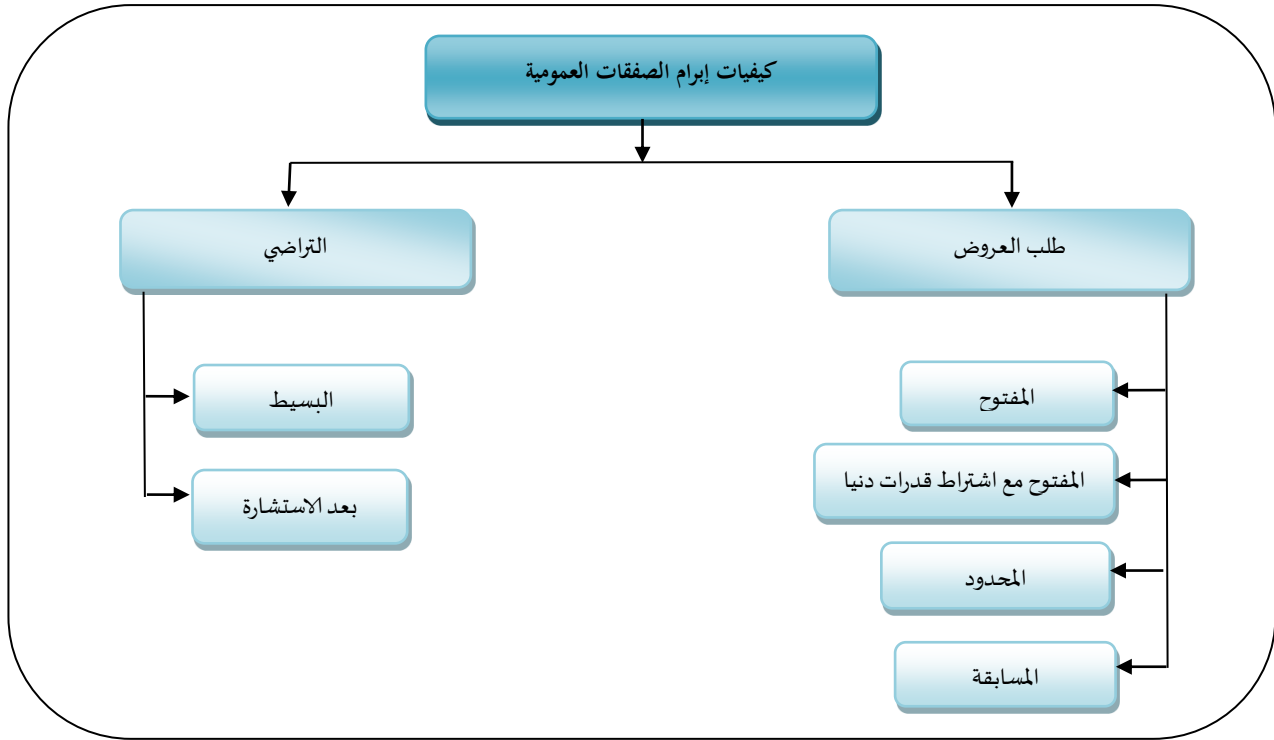 كيفيات إبرام الصفقات العمومية
طلب العروض
المفتوح
المفتوح مع اشتراط قدرات دنيا
المحدود
المسابقة
التراضي
البسيط
بعد الاستشارة